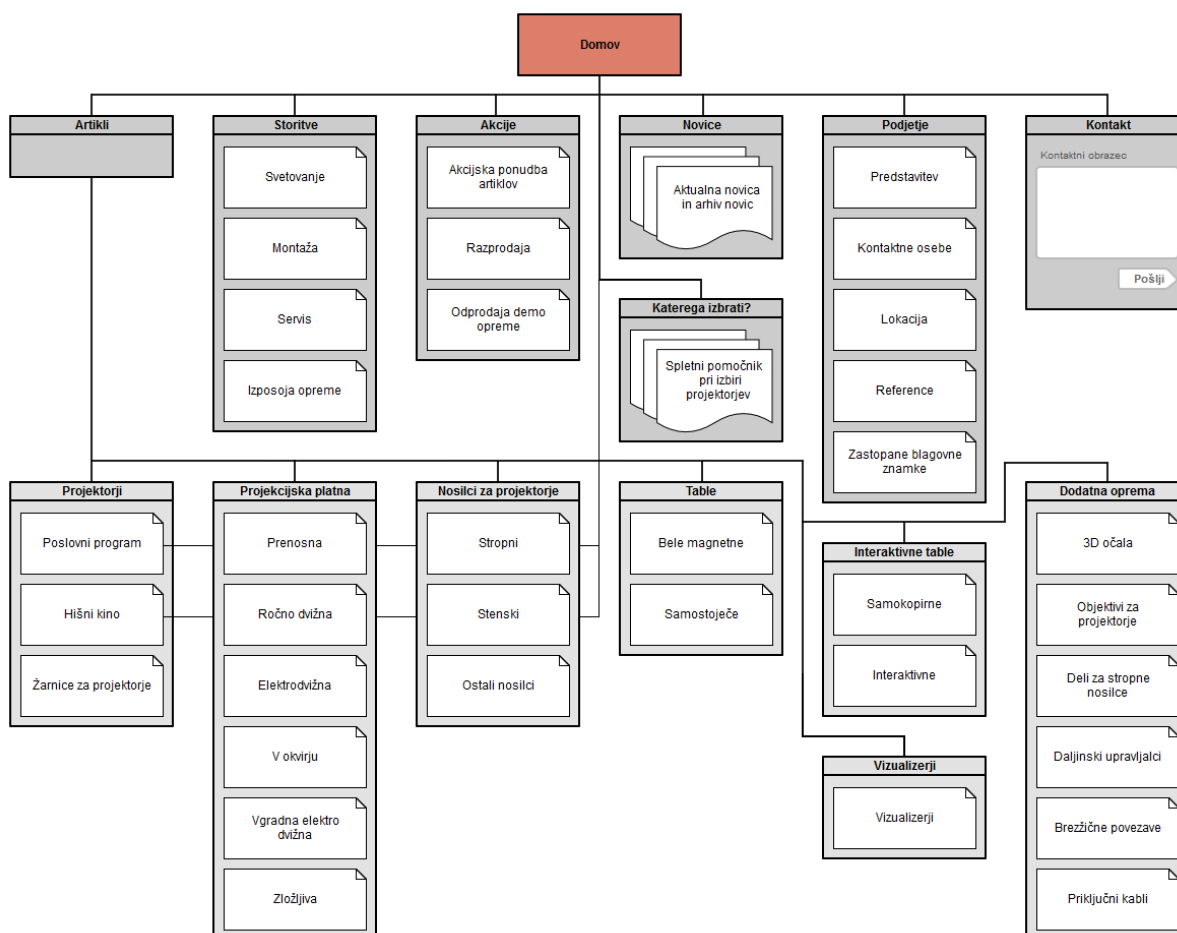 Domov
Artikli
Storitve
Svetovanje
Montaža
Servis
Izposoja opreme
Akcije
Akcijska ponudba
artiklov
Razprodaja
Odprodaja demo
opreme
Novice
Aktualna novica
in arhiv novic
Katerega izbrati?
Spletni pomočnik
pri izbiri
projektorjev
Podjetje
Predstavitev
Kontaktne osebe
Lokacija
Reference
Zastopane blagovne
znamke
Kontakt
Kontaktni obrazec
Pošlji
Projektorji
Poslovni program
Hišni kino
Žarnice za projektorje
Projekcijska platna
Prenosna
Ročno dvižna
Elektrodvižna
V okvirju
Vgradna elektro
dvižna
Zložljiva
Nosilci za projektorje
Stropni
Stenski
Ostali nosilci
Table
Bele magnetne
Samostoječe
Interaktivne table
Samokopirne
Interaktivne
Vizualizerji
Vizualizerji
Dodatna oprema
3D očala
Objektivi za
projektorje
Deli za stropne
nosilce
Daljinski upravljalci
Brezžične povezave
Priključni kabli